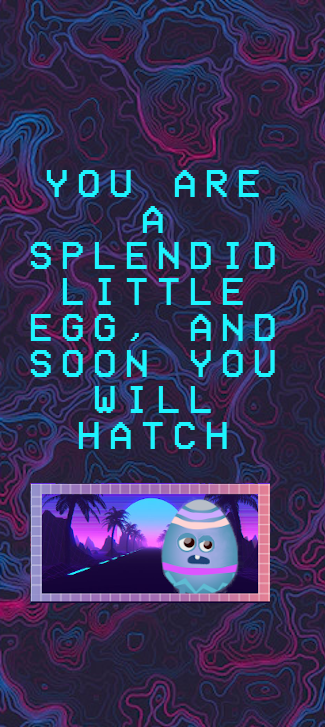 YOU ARE
A
SPLENDID
LITTLE
EGG, AND
SOON YOU
WILL
HATCH